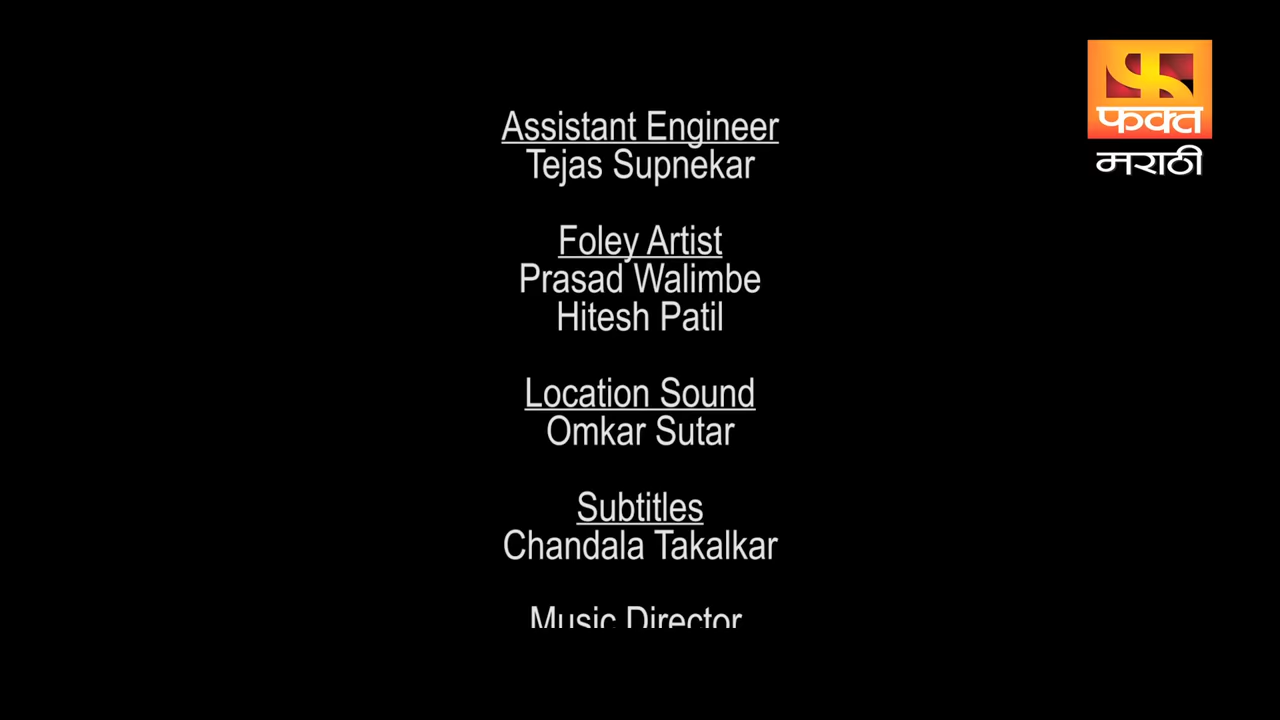 Assistant Engineer
Tejas Supnekar
Foley Artist
Prasad Walimbe
Hitesh Patil
Location Sound
Omkar Sutar
Subtitles
Chandala Takalkar
Music Director
फक्त
मराठी